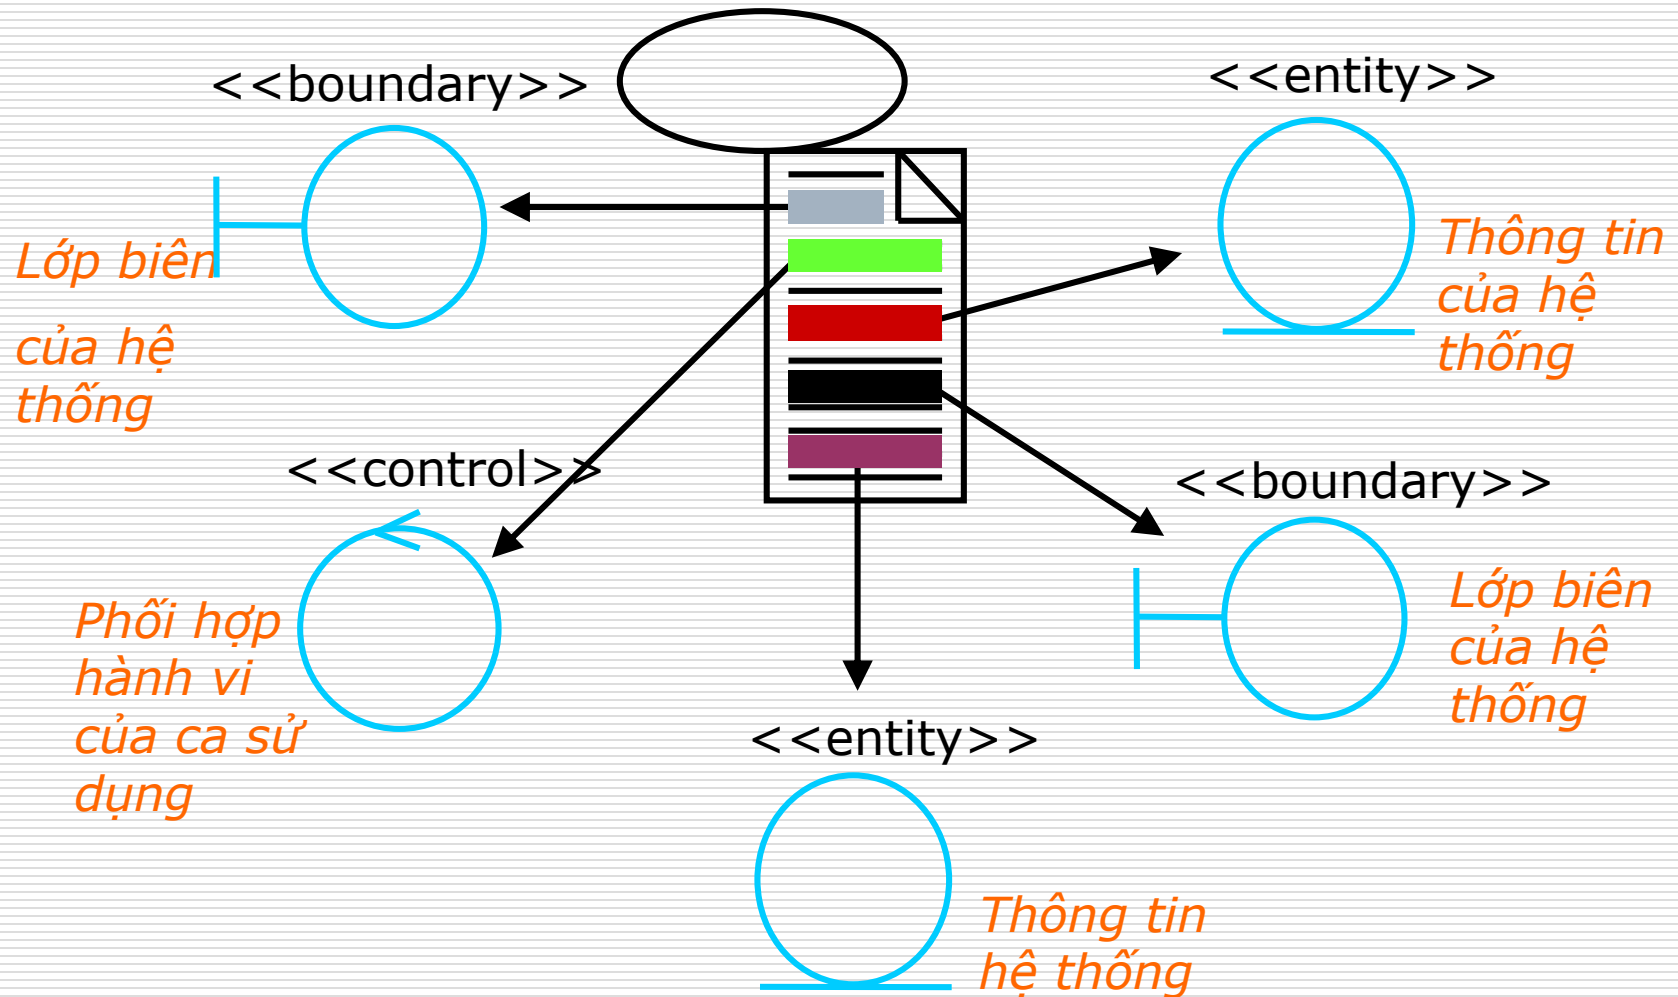 <<boundary>>
Lớp biên
của hệ
thống
<<entity>>
Thông tin
của hệ
thống
<<control>>
Phối hợp
hành vi
của ca sử
dụng
<<boundary>>
Lớp biên
của hệ
thống
<<entity>>
Thông tin
hệ thống